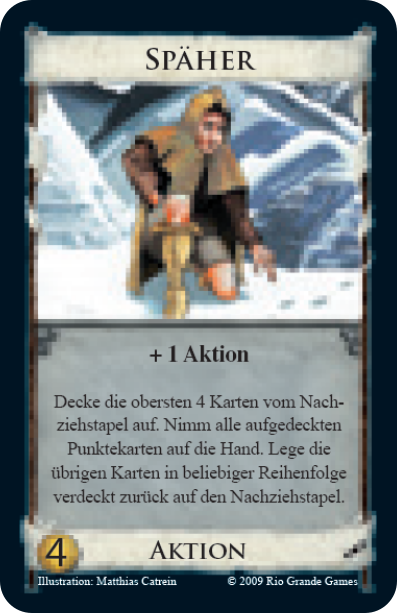 SPÄHER
+ 1 Aktion
Decke die obersten 4 Karten vom Nach-
ziehstapel auf. Nimm alle aufgedeckten
Punktekarten auf die Hand. Lege die
übrigen Karten in beliebiger Reihenfolge
verdeckt zurück auf den Nachziehstapel.
4 AKTION
Illustration: Matthias Catrein © 2009 Rio Grande Games